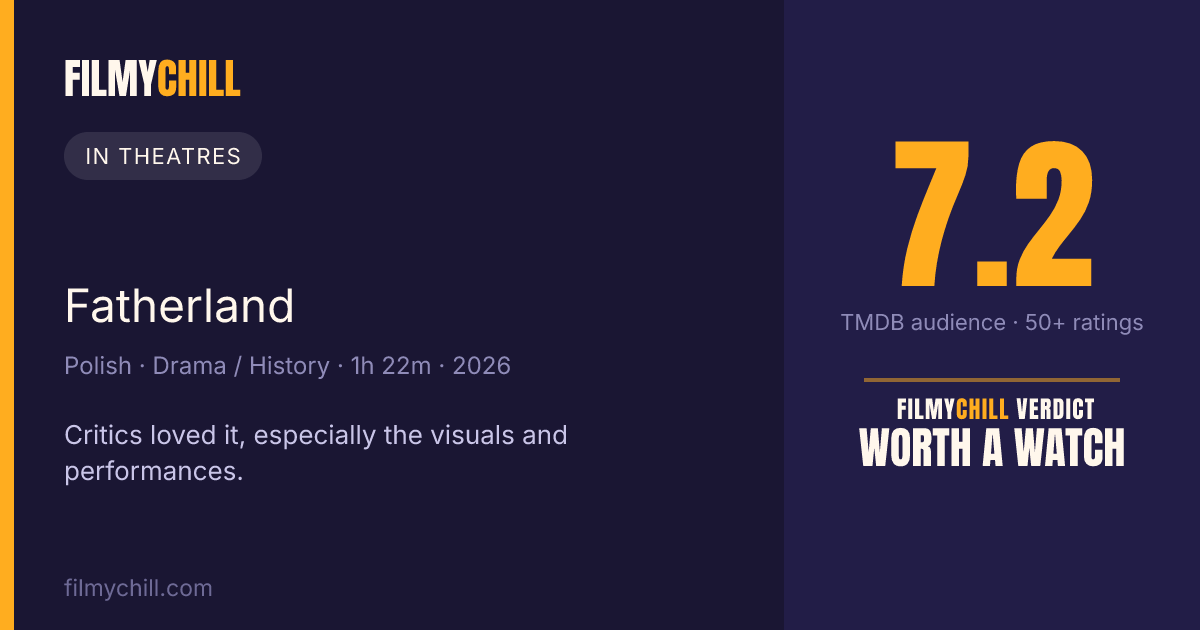 FILMYCHILL
IN THEATRES
Fatherland
Polish · Drama / History · 1h 22m · 2026
Critics loved it, especially the visuals and
performances.
filmychill.com
7.2
TMDB audience · 50+ ratings
FILMYCHILL VERDICT
WORTH A WATCH